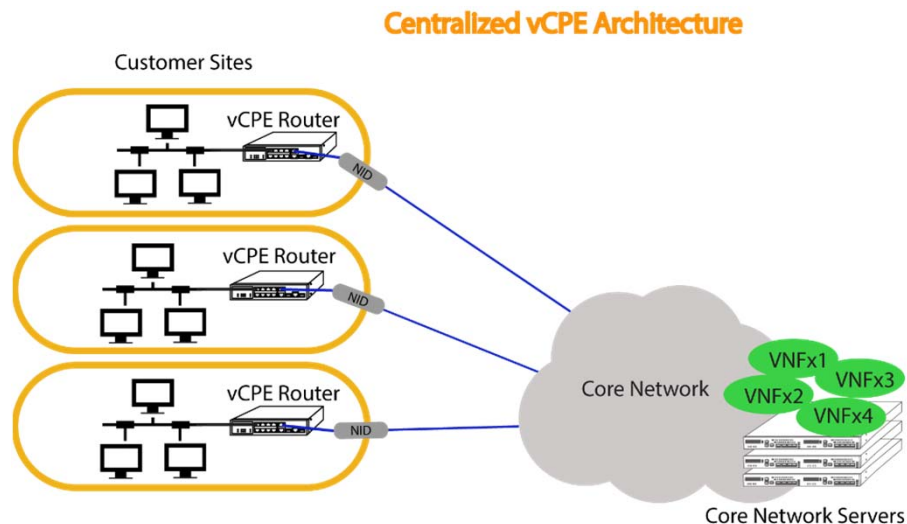 Centralized vCPE Architecture
Customer Sites
vCPE Router
NID
vCPE Router
NID
vCPE Router
NID
Core Network
VNFx1
VNFx3
VNFx2
VNFx4
Core Network Servers